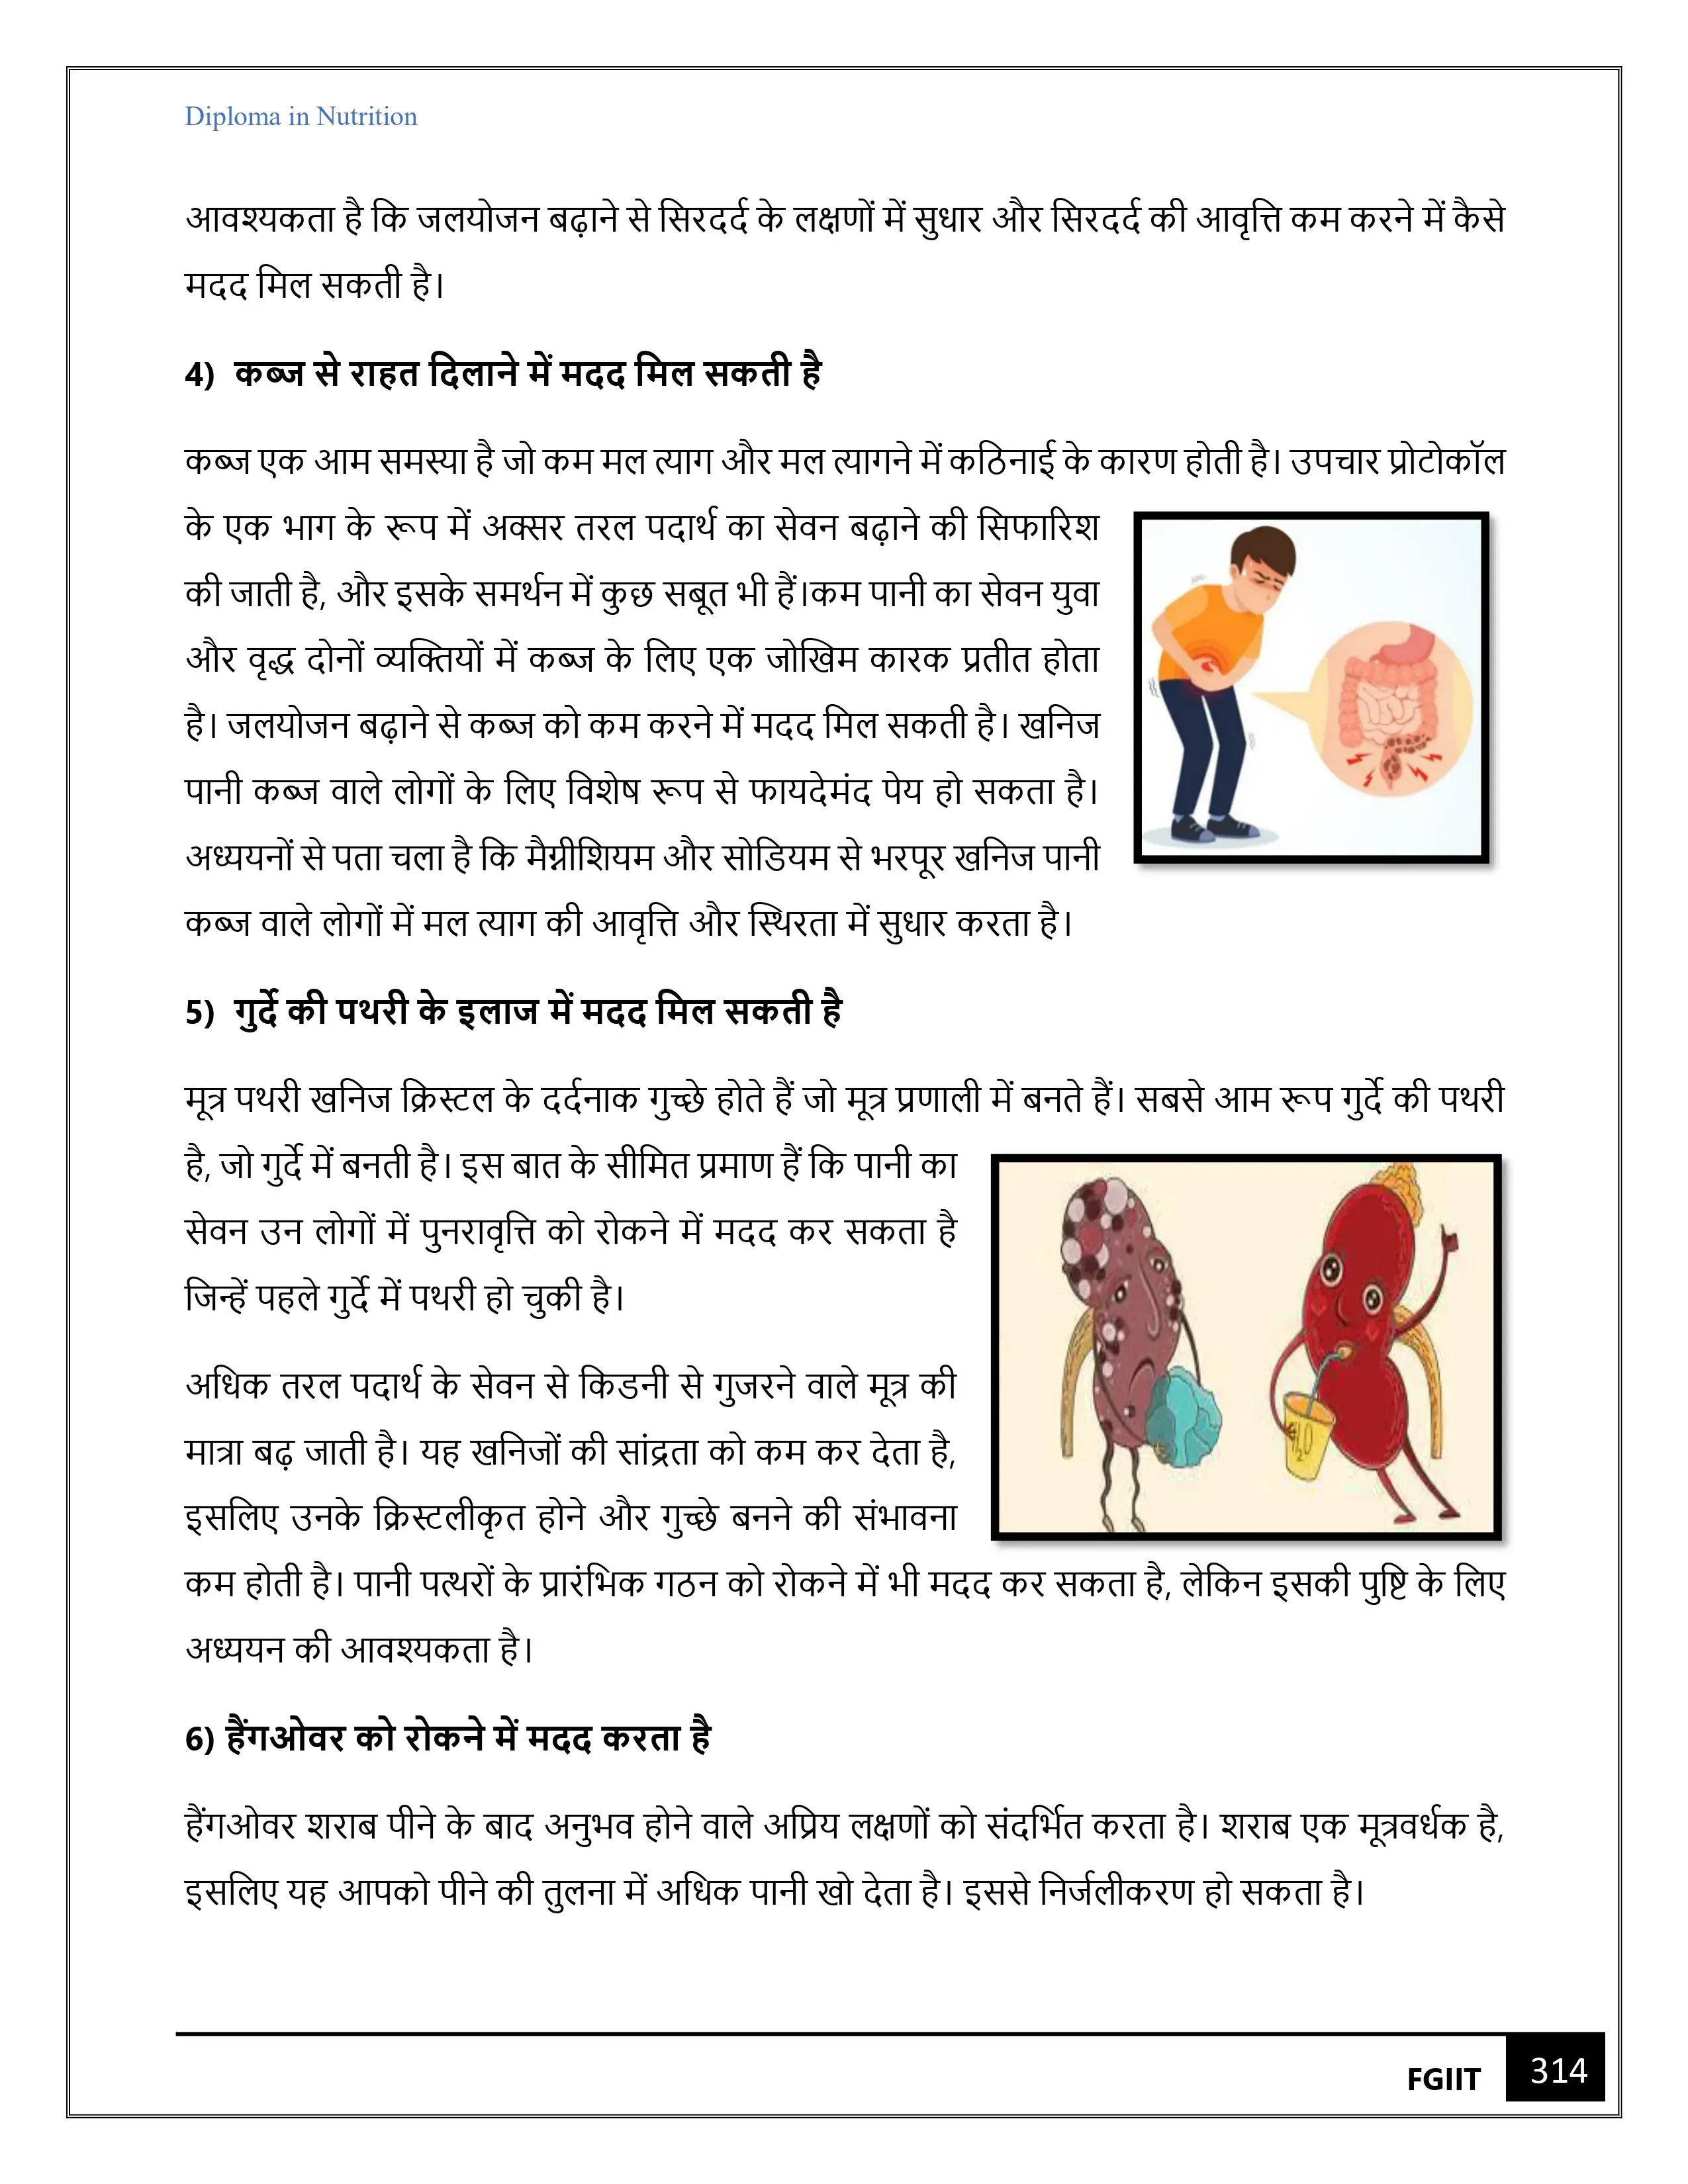 Diploma in Nutrition
आवश्यकता है कि जलयोजन बढ़ाने से सिरदर्द के लक्षणों में सुधार और सिरदर्द की आवृत्ति कम करने में कैसे
मदद मिल सकती है।
4) कब्ज से राहत दिलाने में मदद मिल सकती है
कब्ज एक आम समस्या है जो कम मल त्याग और मल त्यागने में कठिनाई के कारण होती है। उपचार प्रोटोकॉल
के एक भाग के रूप में अक्सर तरल पदार्थ का सेवन बढ़ाने की सिफारिश
की जाती है, और इसके समर्थन में कुछ सबूत भी हैं।कम पानी का सेवन युवा
और वृद्ध दोनों व्यक्तियों में कब्ज के लिए एक जोखिम कारक प्रतीत होता
है। जलयोजन बढ़ाने से कब्ज को कम करने में मदद मिल सकती है। खनिज
पानी कब्ज वाले लोगों के लिए विशेष रूप से फायदेमंद पेय हो सकता है।
अध्ययनों से पता चला है कि मैग्नीशियम और सोडियम से भरपूर खनिज पानी
कब्ज वाले लोगों में मल त्याग की आवृत्ति और स्थिरता में सुधार करता है।
5) गुर्दे की पथरी के इलाज में मदद मिल सकती है
मूत्र पथरी खनिज क्रिस्टल के दर्दनाक गुच्छे होते हैं जो मूत्र प्रणाली में बनते हैं। सबसे आम रूप गुर्दे की पथरी
है, जो गुर्दे में बनती है। इस बात के सीमित प्रमाण हैं कि पानी का
सेवन उन लोगों में पुनरावृत्ति को रोकने में मदद कर सकता है
जिन्हें पहले गुर्दे में पथरी हो चुकी है।
अधिक तरल पदार्थ के सेवन से किडनी से गुजरने वाले मूत्र की
मात्रा बढ़ जाती है। यह खनिजों की सांद्रता को कम कर देता है,
इसलिए उनके क्रिस्टलीकृत होने और गुच्छे बनने की संभावना
H₂O
कम होती है। पानी पत्थरों के प्रारंभिक गठन को रोकने में भी मदद कर सकता है, लेकिन इसकी पुष्टि के लिए
अध्ययन की आवश्यकता है।
6) हैंगओवर को रोकने में मदद करता है
हैंगओवर शराब पीने के बाद अनुभव होने वाले अप्रिय लक्षणों को संदर्भित करता है। शराब एक मूत्रवर्धक है,
इसलिए यह आपको पीने की तुलना में अधिक पानी खो देता है। इससे निर्जलीकरण हो सकता है।
FGIIT 314